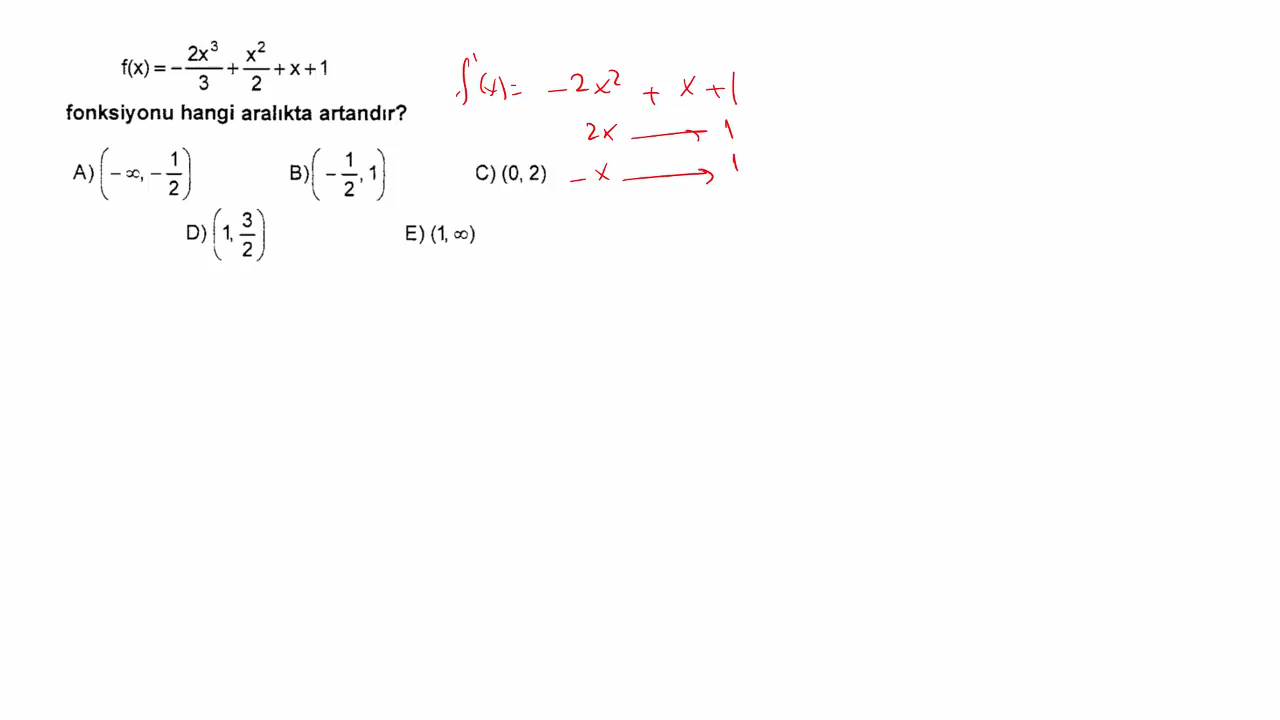 f(x) = -2x³/3 + x²/2 + x + 1
fonksiyonu hangi aralıkta artandır?
A) (-∞, -1/2) B) (-1/2, 1) C) (0, 2)
D) (1, 3/2) E) (1, ∞)
f'(x) = -2x² + x + 1
2x → 1
-x → 1